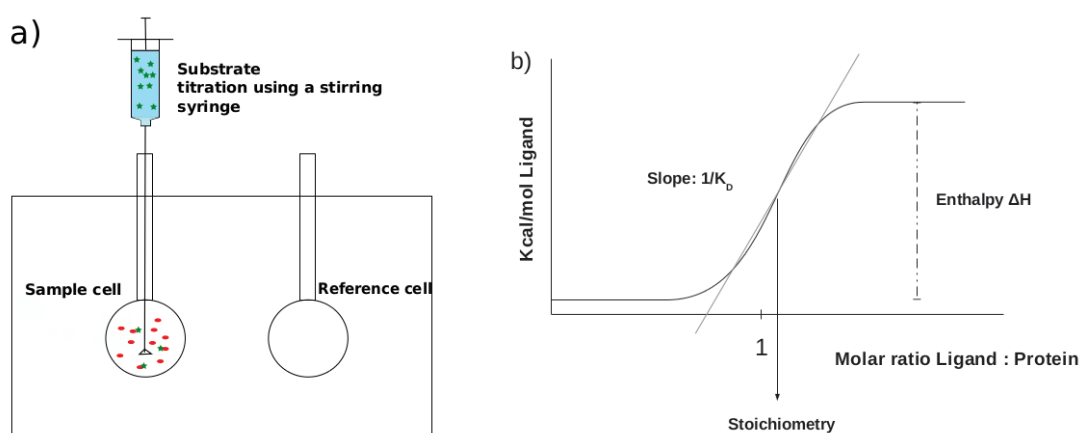 a)
Substrate
titration using a stirring
syringe
Sample cell
Reference cell
b)
Kcal/mol Ligand
Slope: 1/K_D
Enthalpy ΔH
1
Molar ratio Ligand : Protein
Stoichiometry